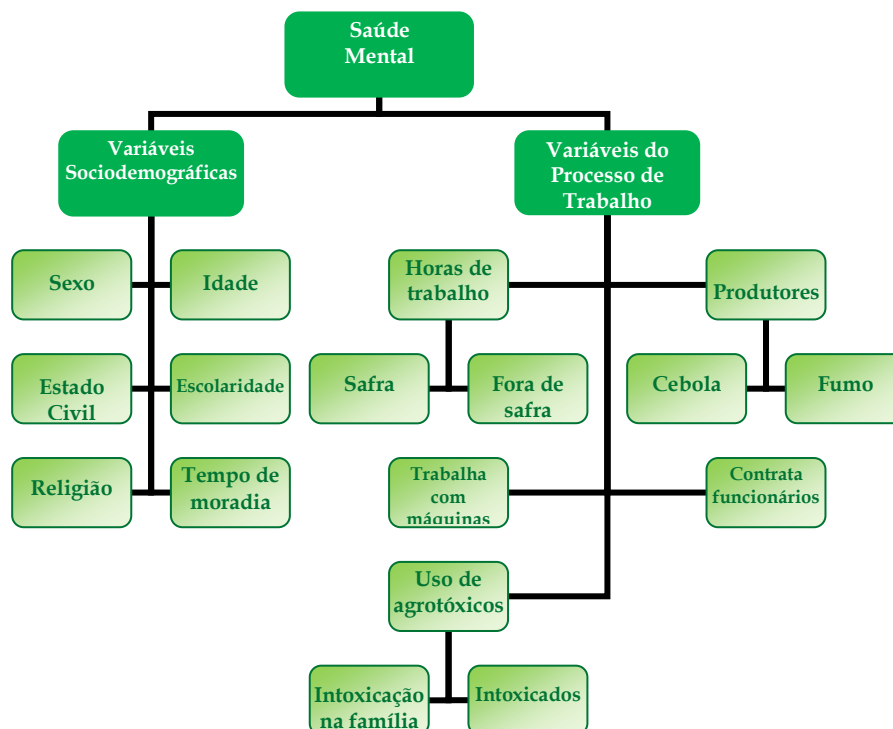 Saúde
Mental
Variáveis
Sociodemográficas
Variáveis do
Processo de
Trabalho
Sexo
Idade
Horas de
trabalho
Produtores
Estado
Civil
Escolaridade
Safra
Fora de
safra
Cebola
Fumo
Religião
Tempo de
moradia
Trabalha
com
máquinas
Contrata
funcionários
Uso de
agrotóxicos
Intoxicação
na família
Intoxicados